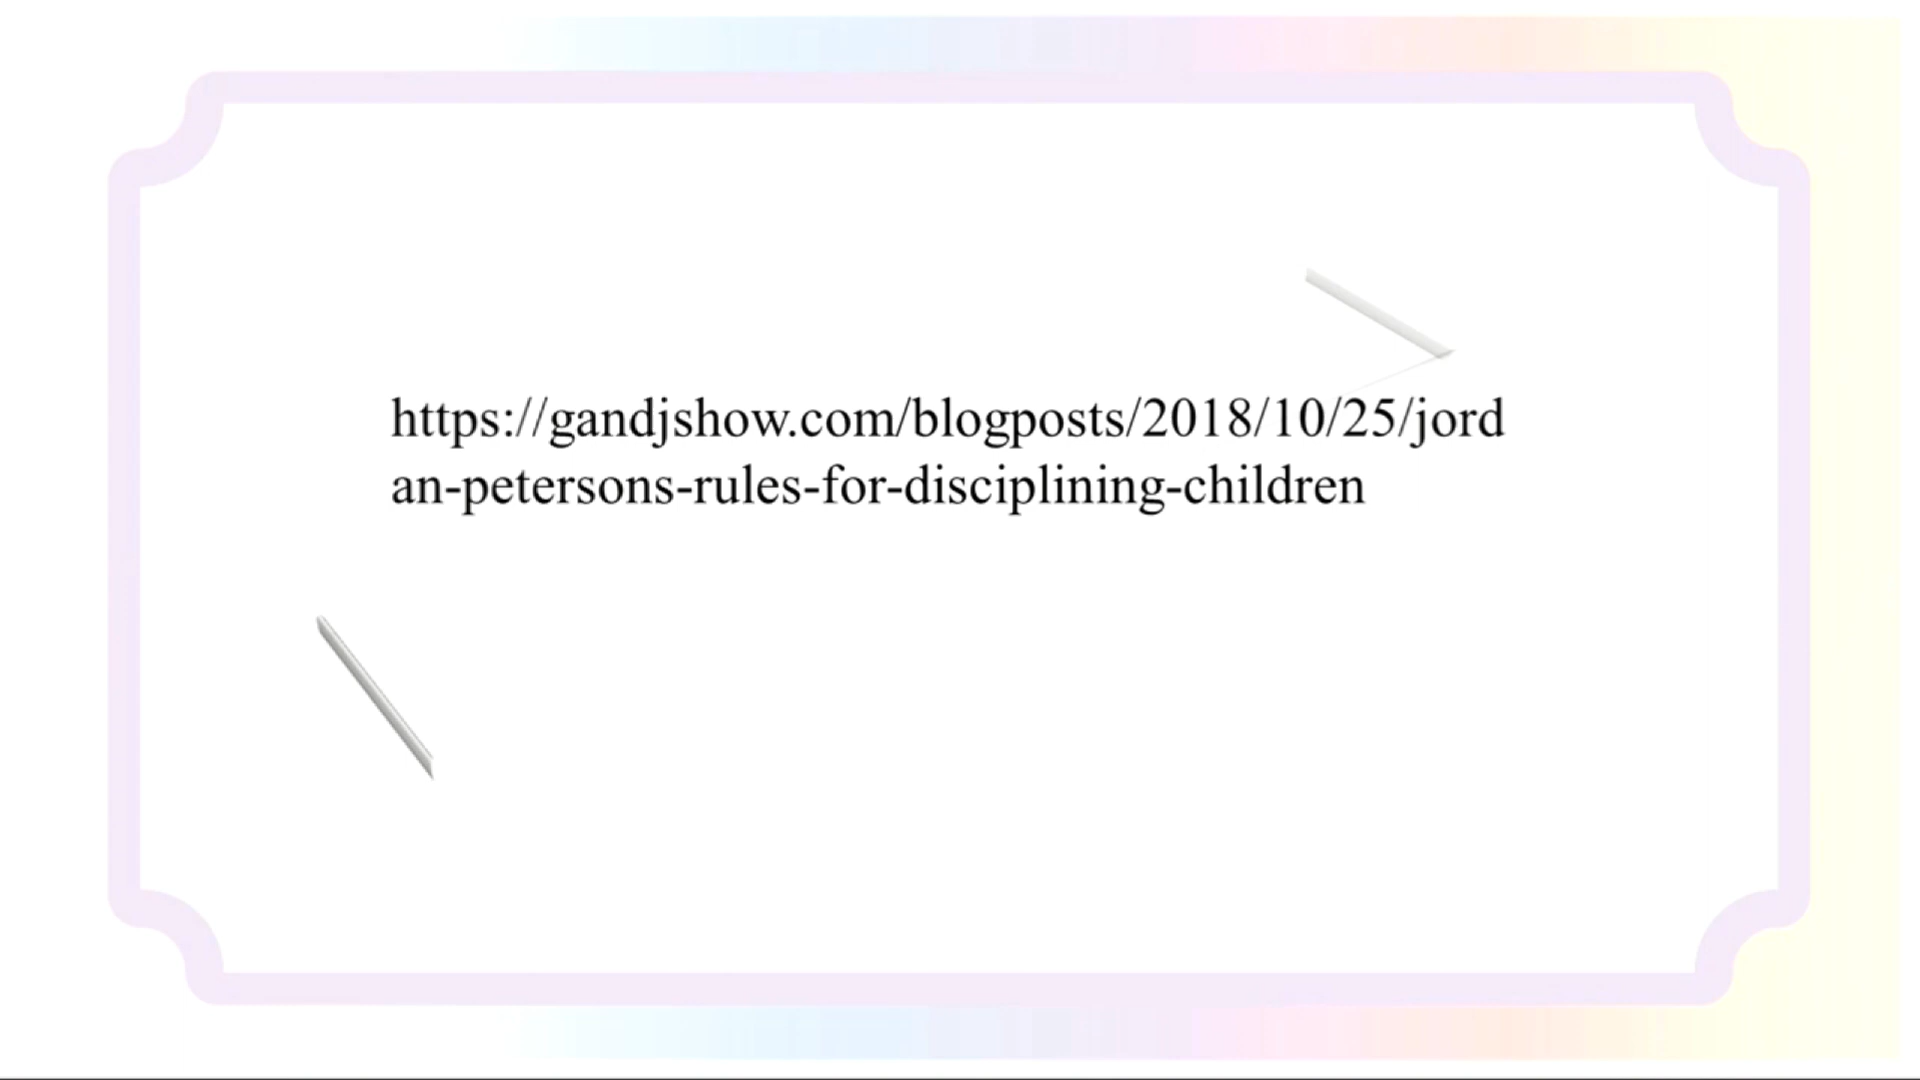 https://gandjshow.com/blogposts/2018/10/25/jord
an-petersons-rules-for-disciplining-children